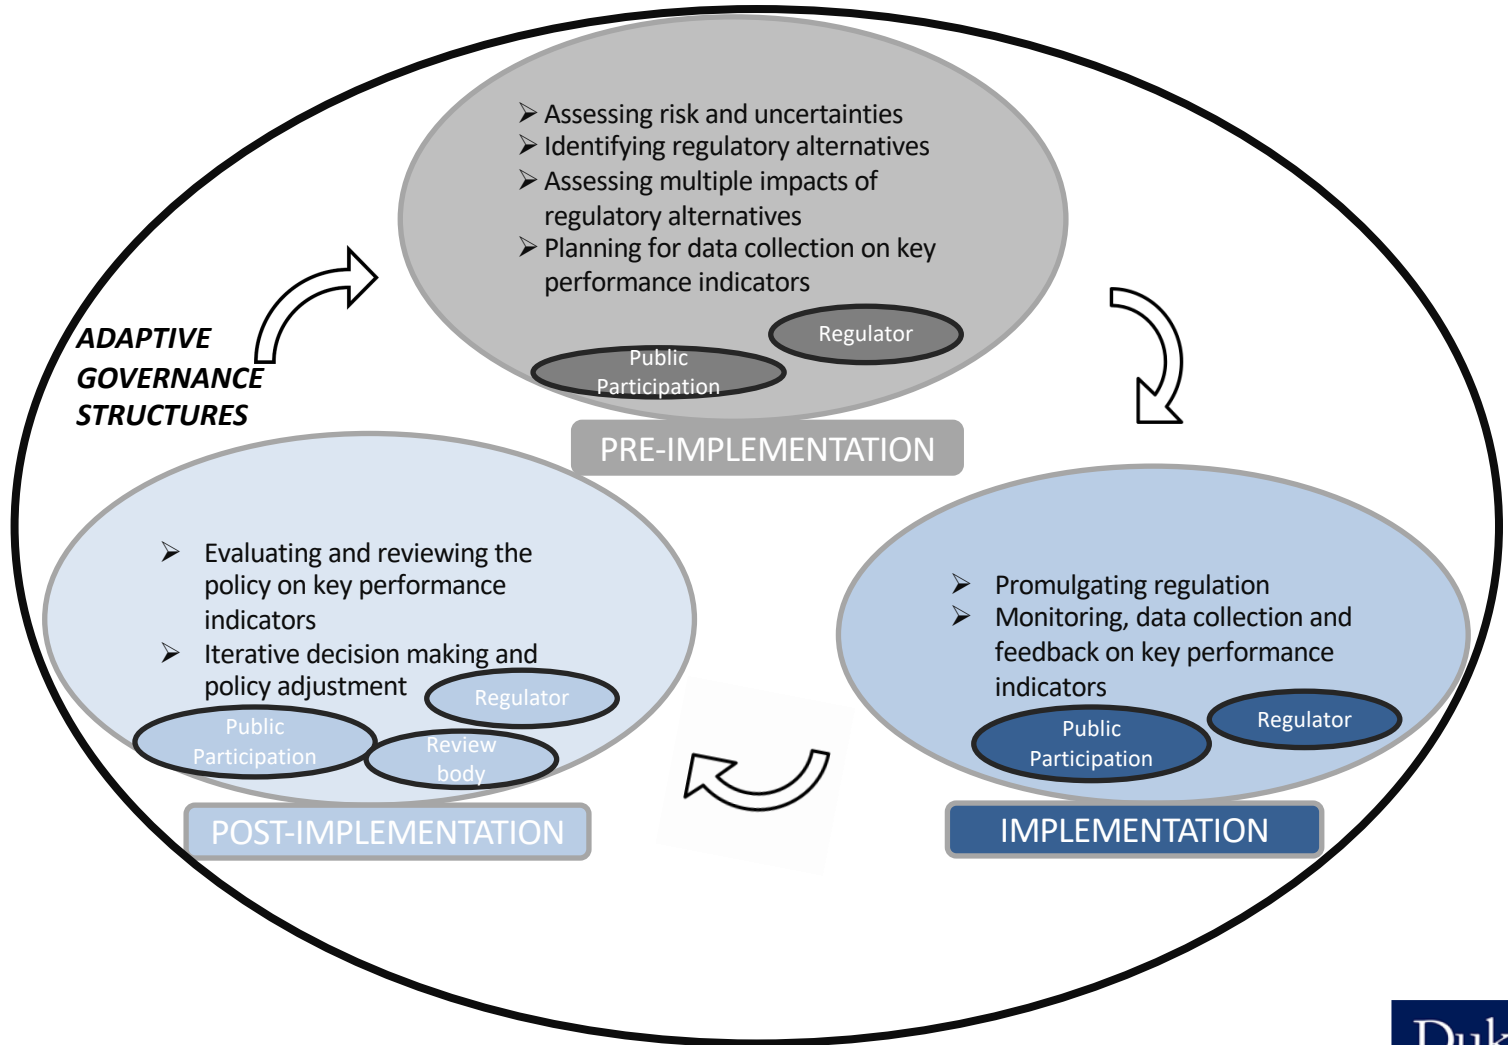 ➢ Assessing risk and uncertainties
➢ Identifying regulatory alternatives
➢ Assessing multiple impacts of
regulatory alternatives
➢ Planning for data collection on key
performance indicators
Regulator
Public
Participation
PRE-IMPLEMENTATION
ADAPTIVE
GOVERNANCE
STRUCTURES
➢ Evaluating and reviewing the
policy on key performance
indicators
➢ Iterative decision making and
policy adjustment
Regulator
Public
Participation
Review
body
POST-IMPLEMENTATION
➢ Promulgating regulation
➢ Monitoring, data collection and
feedback on key performance
indicators
Public
Participation
Regulator
IMPLEMENTATION